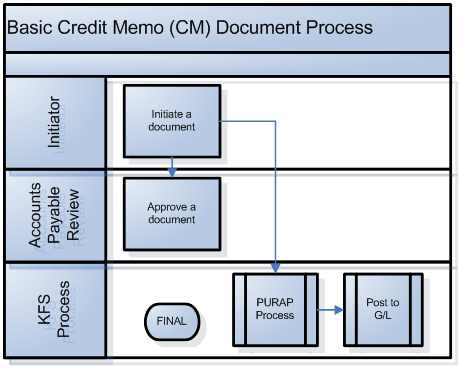 Basic Credit Memo (CM) Document Process
Initiator
Initiate a
document
Accounts
Payable
Review
Approve a
document
KFS
Process
FINAL
PURAP
Process
Post to
G/L